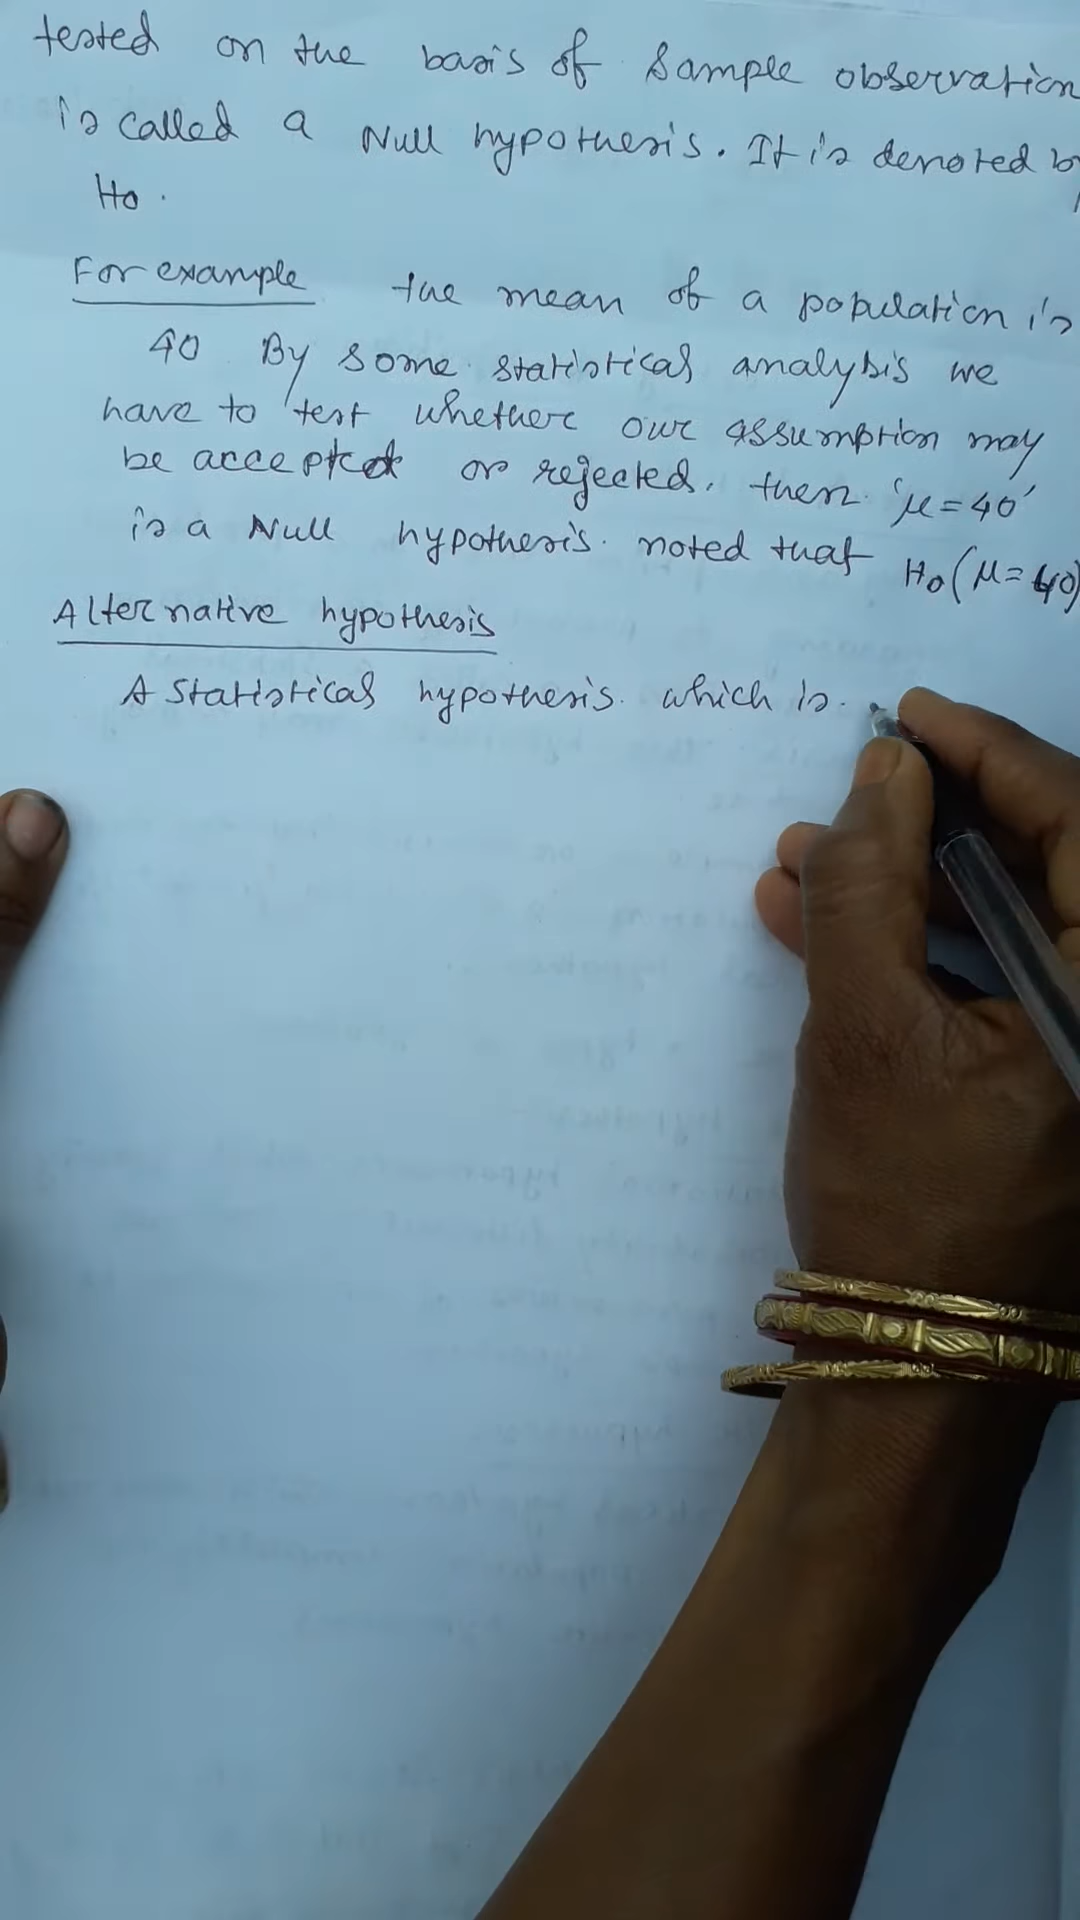 tested on the basis of Sample observation
is called a Null hypothesis. It is denoted by
Ho.
For example the mean of a population is
40 By some statistical analysis we
have to test whether our assumption may
be accepted or rejected. then 'μ=40'
is a Null hypothesis. noted that Ho(μ=40)
Alternative hypothesis
A Statistical hypothesis. which is.